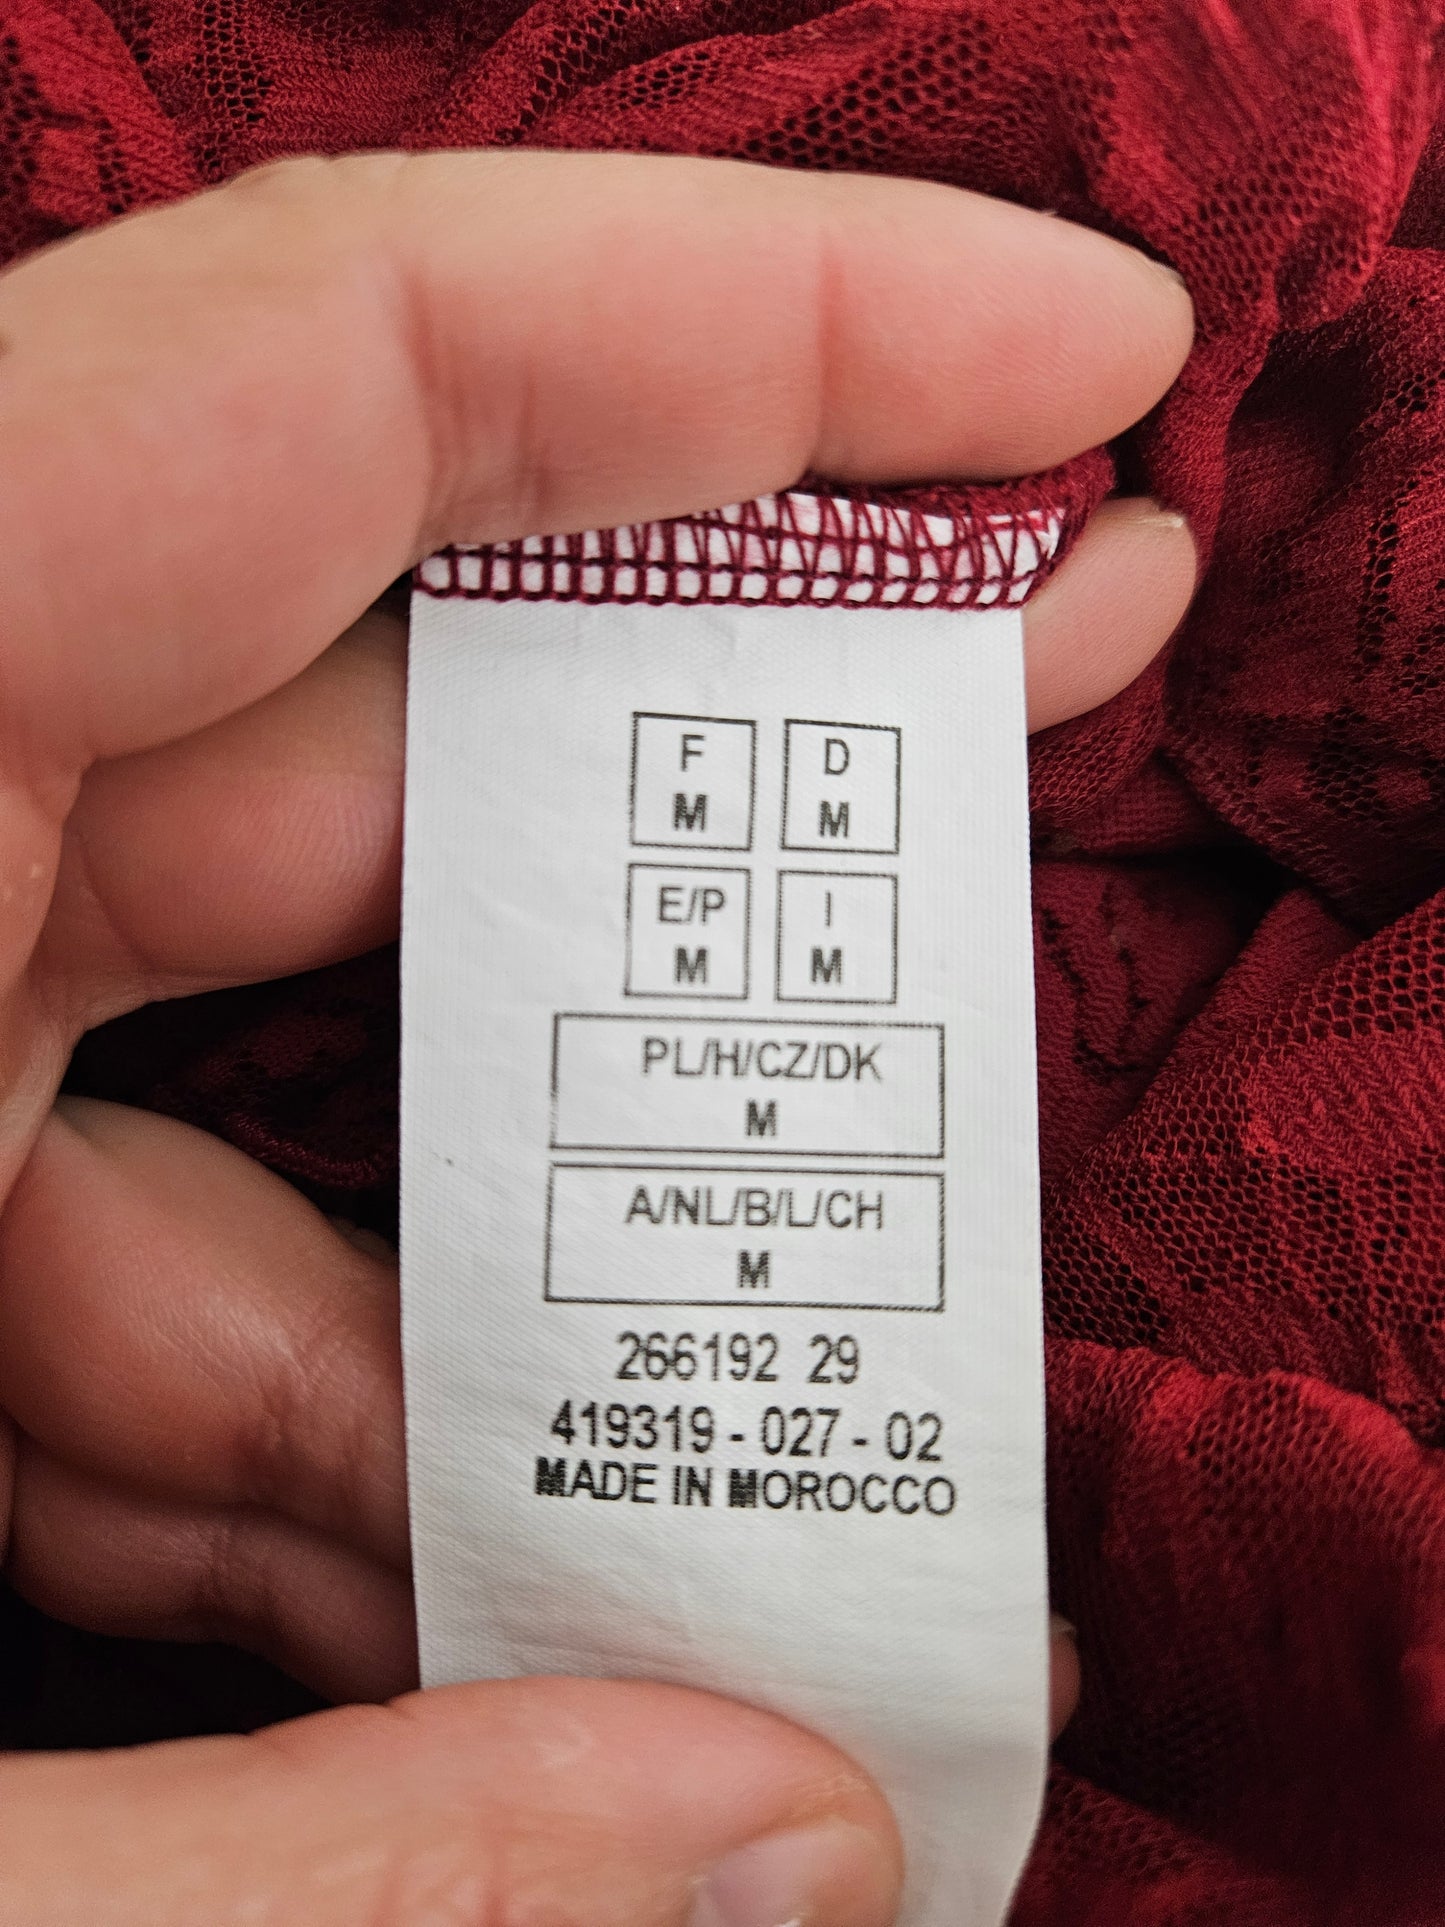 F D
M M
E/P I
M M
PL/H/CZ/DK
M
A/NL/B/L/CH
M
266192 29
419319 - 027 - 02
MADE IN MOROCCO